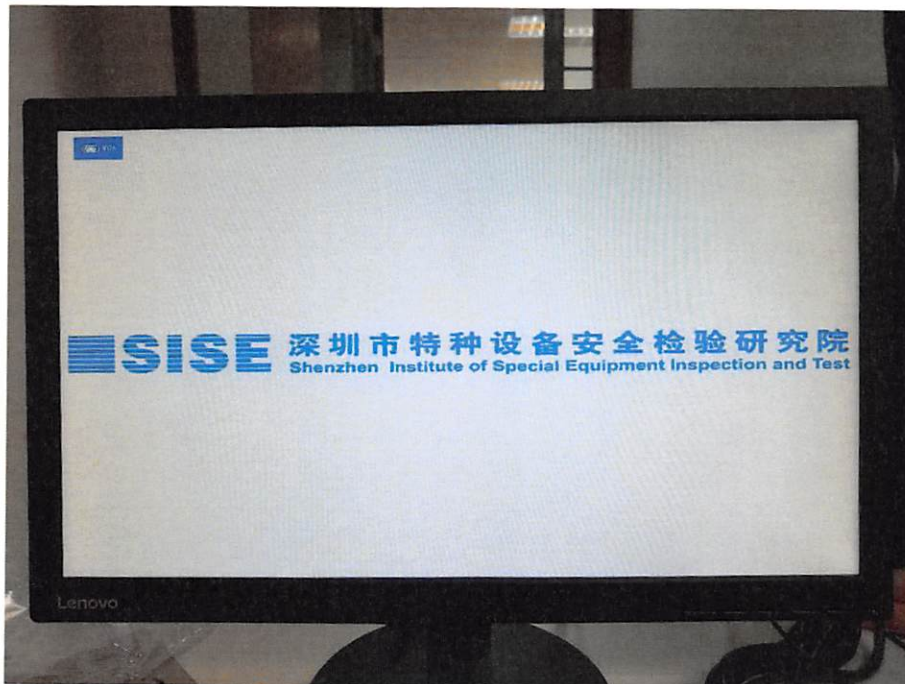 SISE
深圳市特种设备安全检验研究院
Shenzhen Institute of Special Equipment Inspection and Test
Lenovo